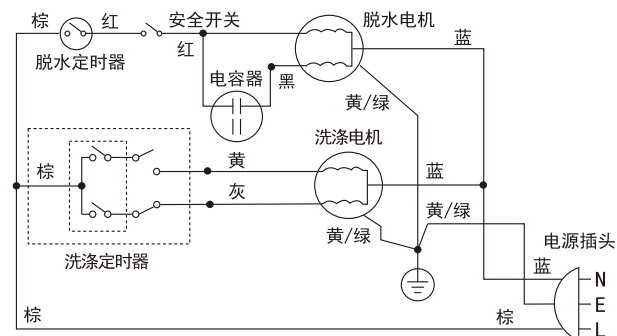 棕
红
安全开关
脱水电机
脱水定时器
红
电容器
黑
蓝
黄/绿
洗涤电机
棕
黄
灰
蓝
洗涤定时器
黄/绿
黄/绿
电源插头
蓝
N
E
L
棕
棕